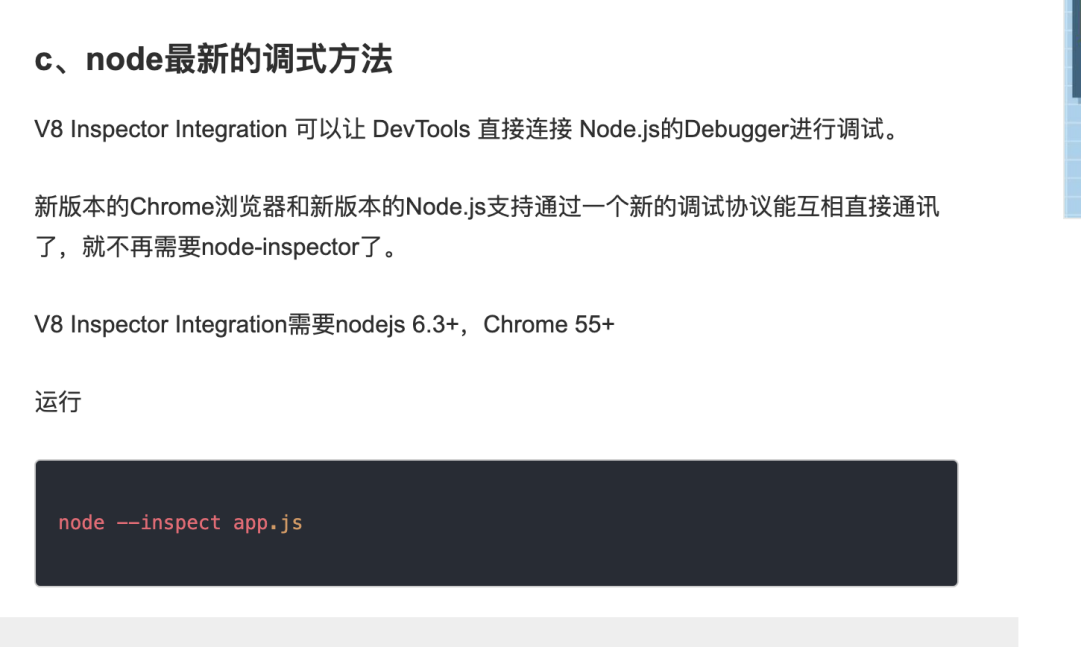 c、node最新的调式方法
V8 Inspector Integration 可以让 DevTools 直接连接 Node.js的Debugger进行调试。
新版本的Chrome浏览器和新版本的Node.js支持通过一个新的调试协议能互相直接通讯
了，就不再需要node-inspector了。
V8 Inspector Integration需要nodejs 6.3+，Chrome 55+
运行
node --inspect app.js